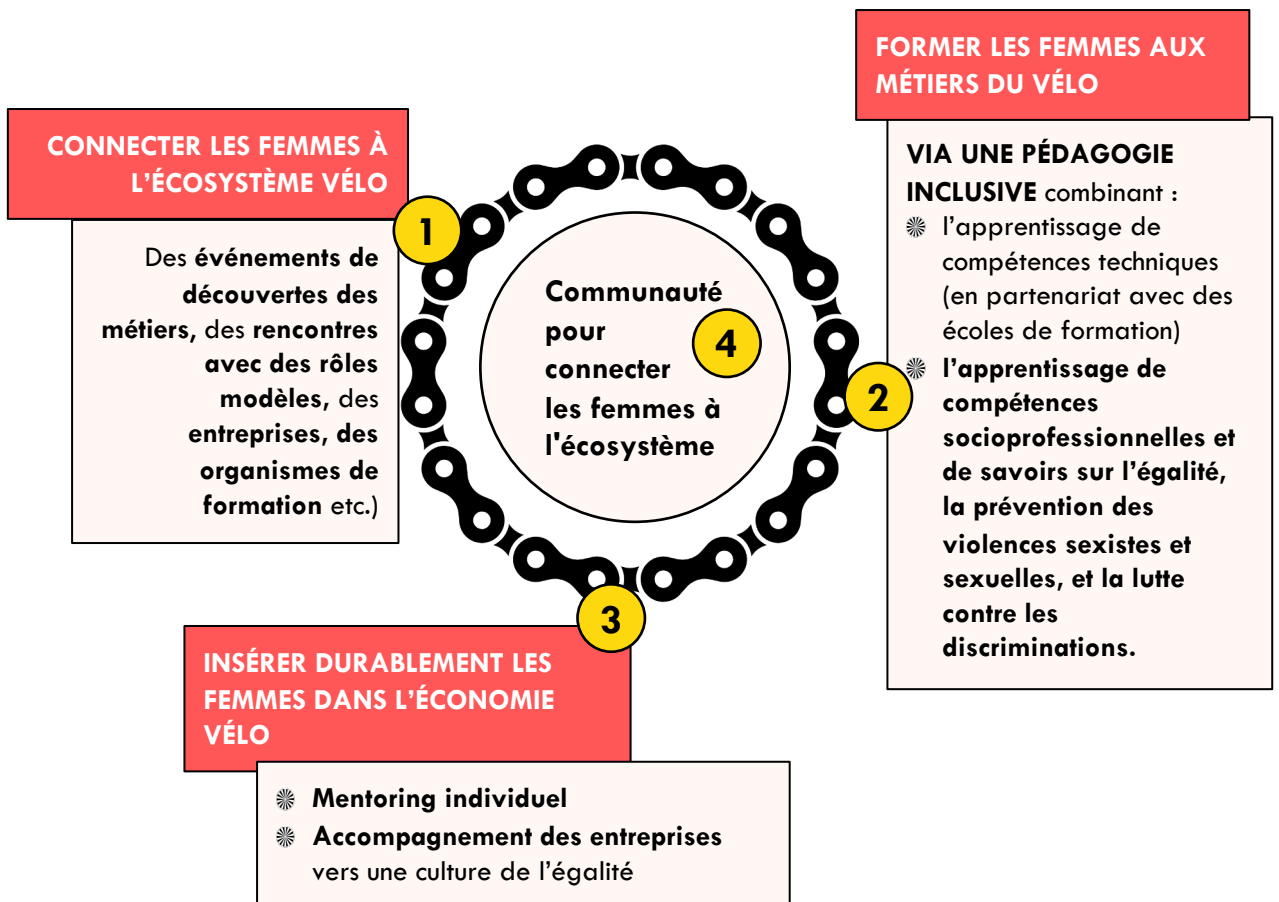 CONNECTER LES FEMMES À
L’ÉCOSYSTÈME VÉLO
1
Des événements de
découvertes des
métiers, des rencontres
avec des rôles
modèles, des
entreprises, des
organismes de
formation etc.)
FORMER LES FEMMES AUX
MÉTIERS DU VÉLO
2
VIA UNE PÉDAGOGIE
INCLUSIVE combinant :
l’apprentissage de
compétences techniques
(en partenariat avec des
écoles de formation)
l’apprentissage de
compétences
socioprofessionnelles et
de savoirs sur l’égalité,
la prévention des
violences sexistes et
sexuelles, et la lutte
contre les
discriminations.
3
INSÉRER DURABLEMENT LES
FEMMES DANS L’ÉCONOMIE
VÉLO
Mentoring individuel
Accompagnement des entreprises
vers une culture de l’égalité
Communauté
pour
4
connecter
les femmes à
l'écosystème